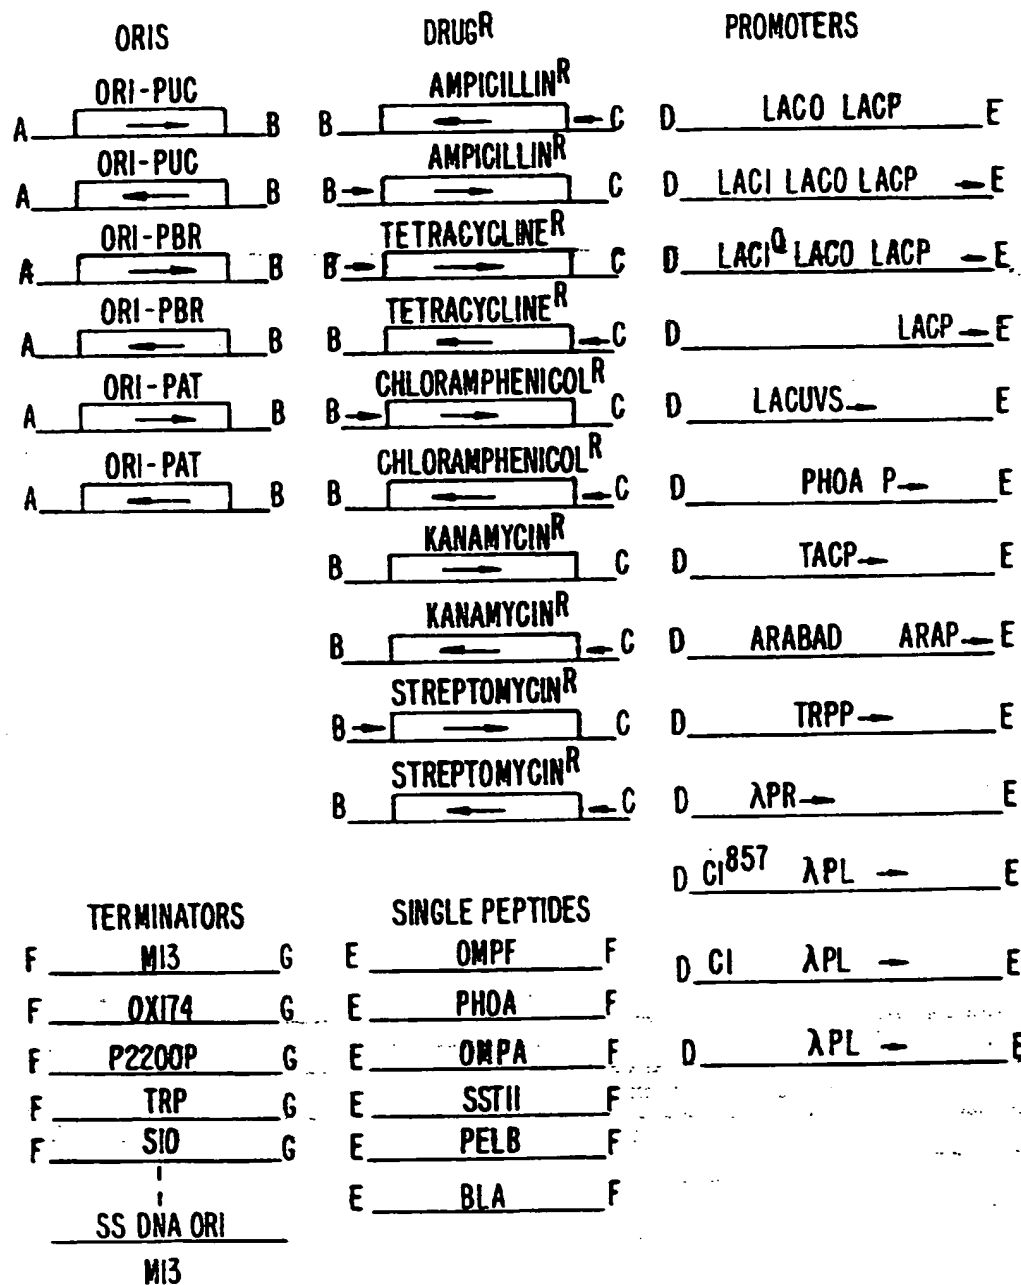 ORIS
ORI-PUC
A B
ORI-PUC
A B
ORI-PBR
A B
ORI-PBR
A B
ORI-PAT
A B
ORI-PAT
A B
DRUGR
AMPICILLINR
B C
AMPICILLINR
B C
TETRACYCLINER
B C
TETRACYCLINER
B C
CHLORAMPHENICOLR
B C
CHLORAMPHENICOLR
B C
KANAMYCINR
B C
KANAMYCINR
B C
STREPTOMYCINR
B C
STREPTOMYCINR
B C
PROMOTERS
D LACO LACP E
D LACI LACO LACP E
D LACIQ LACO LACP E
D LACP E
D LACUVS E
D PHOA P E
D TACP E
D ARABAD ARAP E
D TRPP E
D λPR E
D CI857 λPL E
D CI λPL E
D λPL E
TERMINATORS
F M13 G
F OXI74 G
F P22OOP G
F TRP G
F SIO G
SS DNA ORI
M13
SINGLE PEPTIDES
E OMPF F
E PHOA F
E OMPA F
E SSTII F
E PELB F
E BLA F